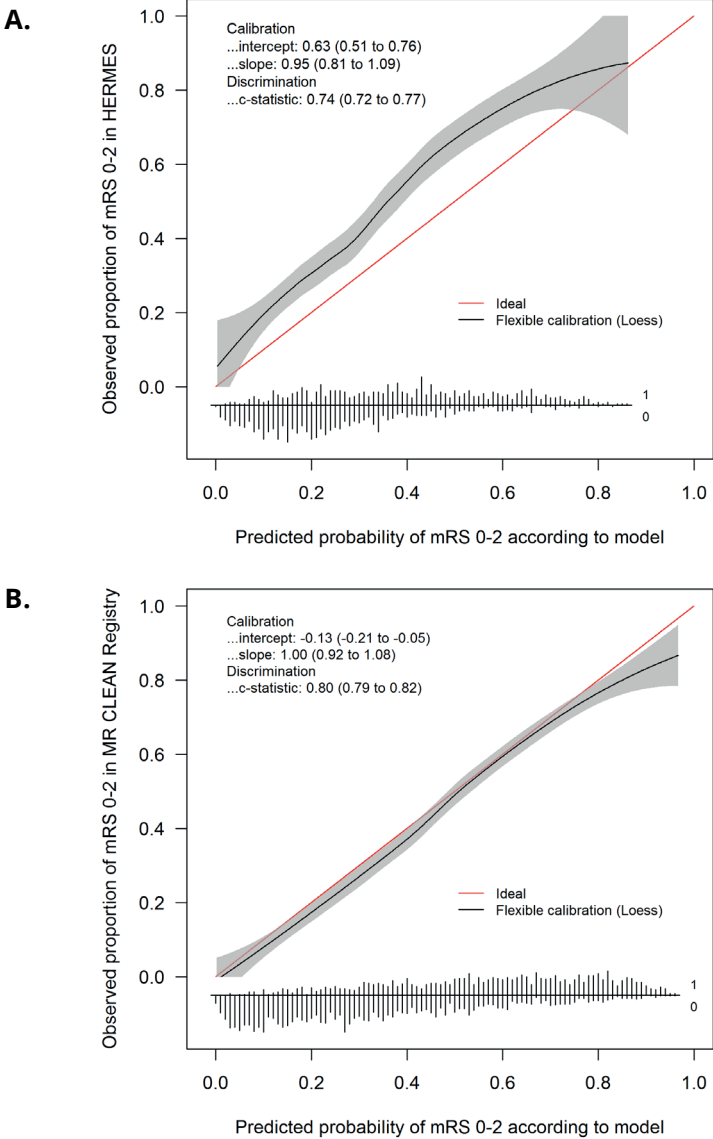 A.
Observed proportion of mRS 0-2 in HERMES
1.0
0.8
0.6
0.4
0.2
0.0
Calibration
...intercept: 0.63 (0.51 to 0.76)
...slope: 0.95 (0.81 to 1.09)
Discrimination
...c-statistic: 0.74 (0.72 to 0.77)
Ideal
Flexible calibration (Loess)
1
0
0.0 0.2 0.4 0.6 0.8 1.0
Predicted probability of mRS 0-2 according to model
B.
Observed proportion of mRS 0-2 in MR CLEAN Registry
1.0
0.8
0.6
0.4
0.2
0.0
Calibration
...intercept: -0.13 (-0.21 to -0.05)
...slope: 1.00 (0.92 to 1.08)
Discrimination
...c-statistic: 0.80 (0.79 to 0.82)
Ideal
Flexible calibration (Loess)
1
0
0.0 0.2 0.4 0.6 0.8 1.0
Predicted probability of mRS 0-2 according to model